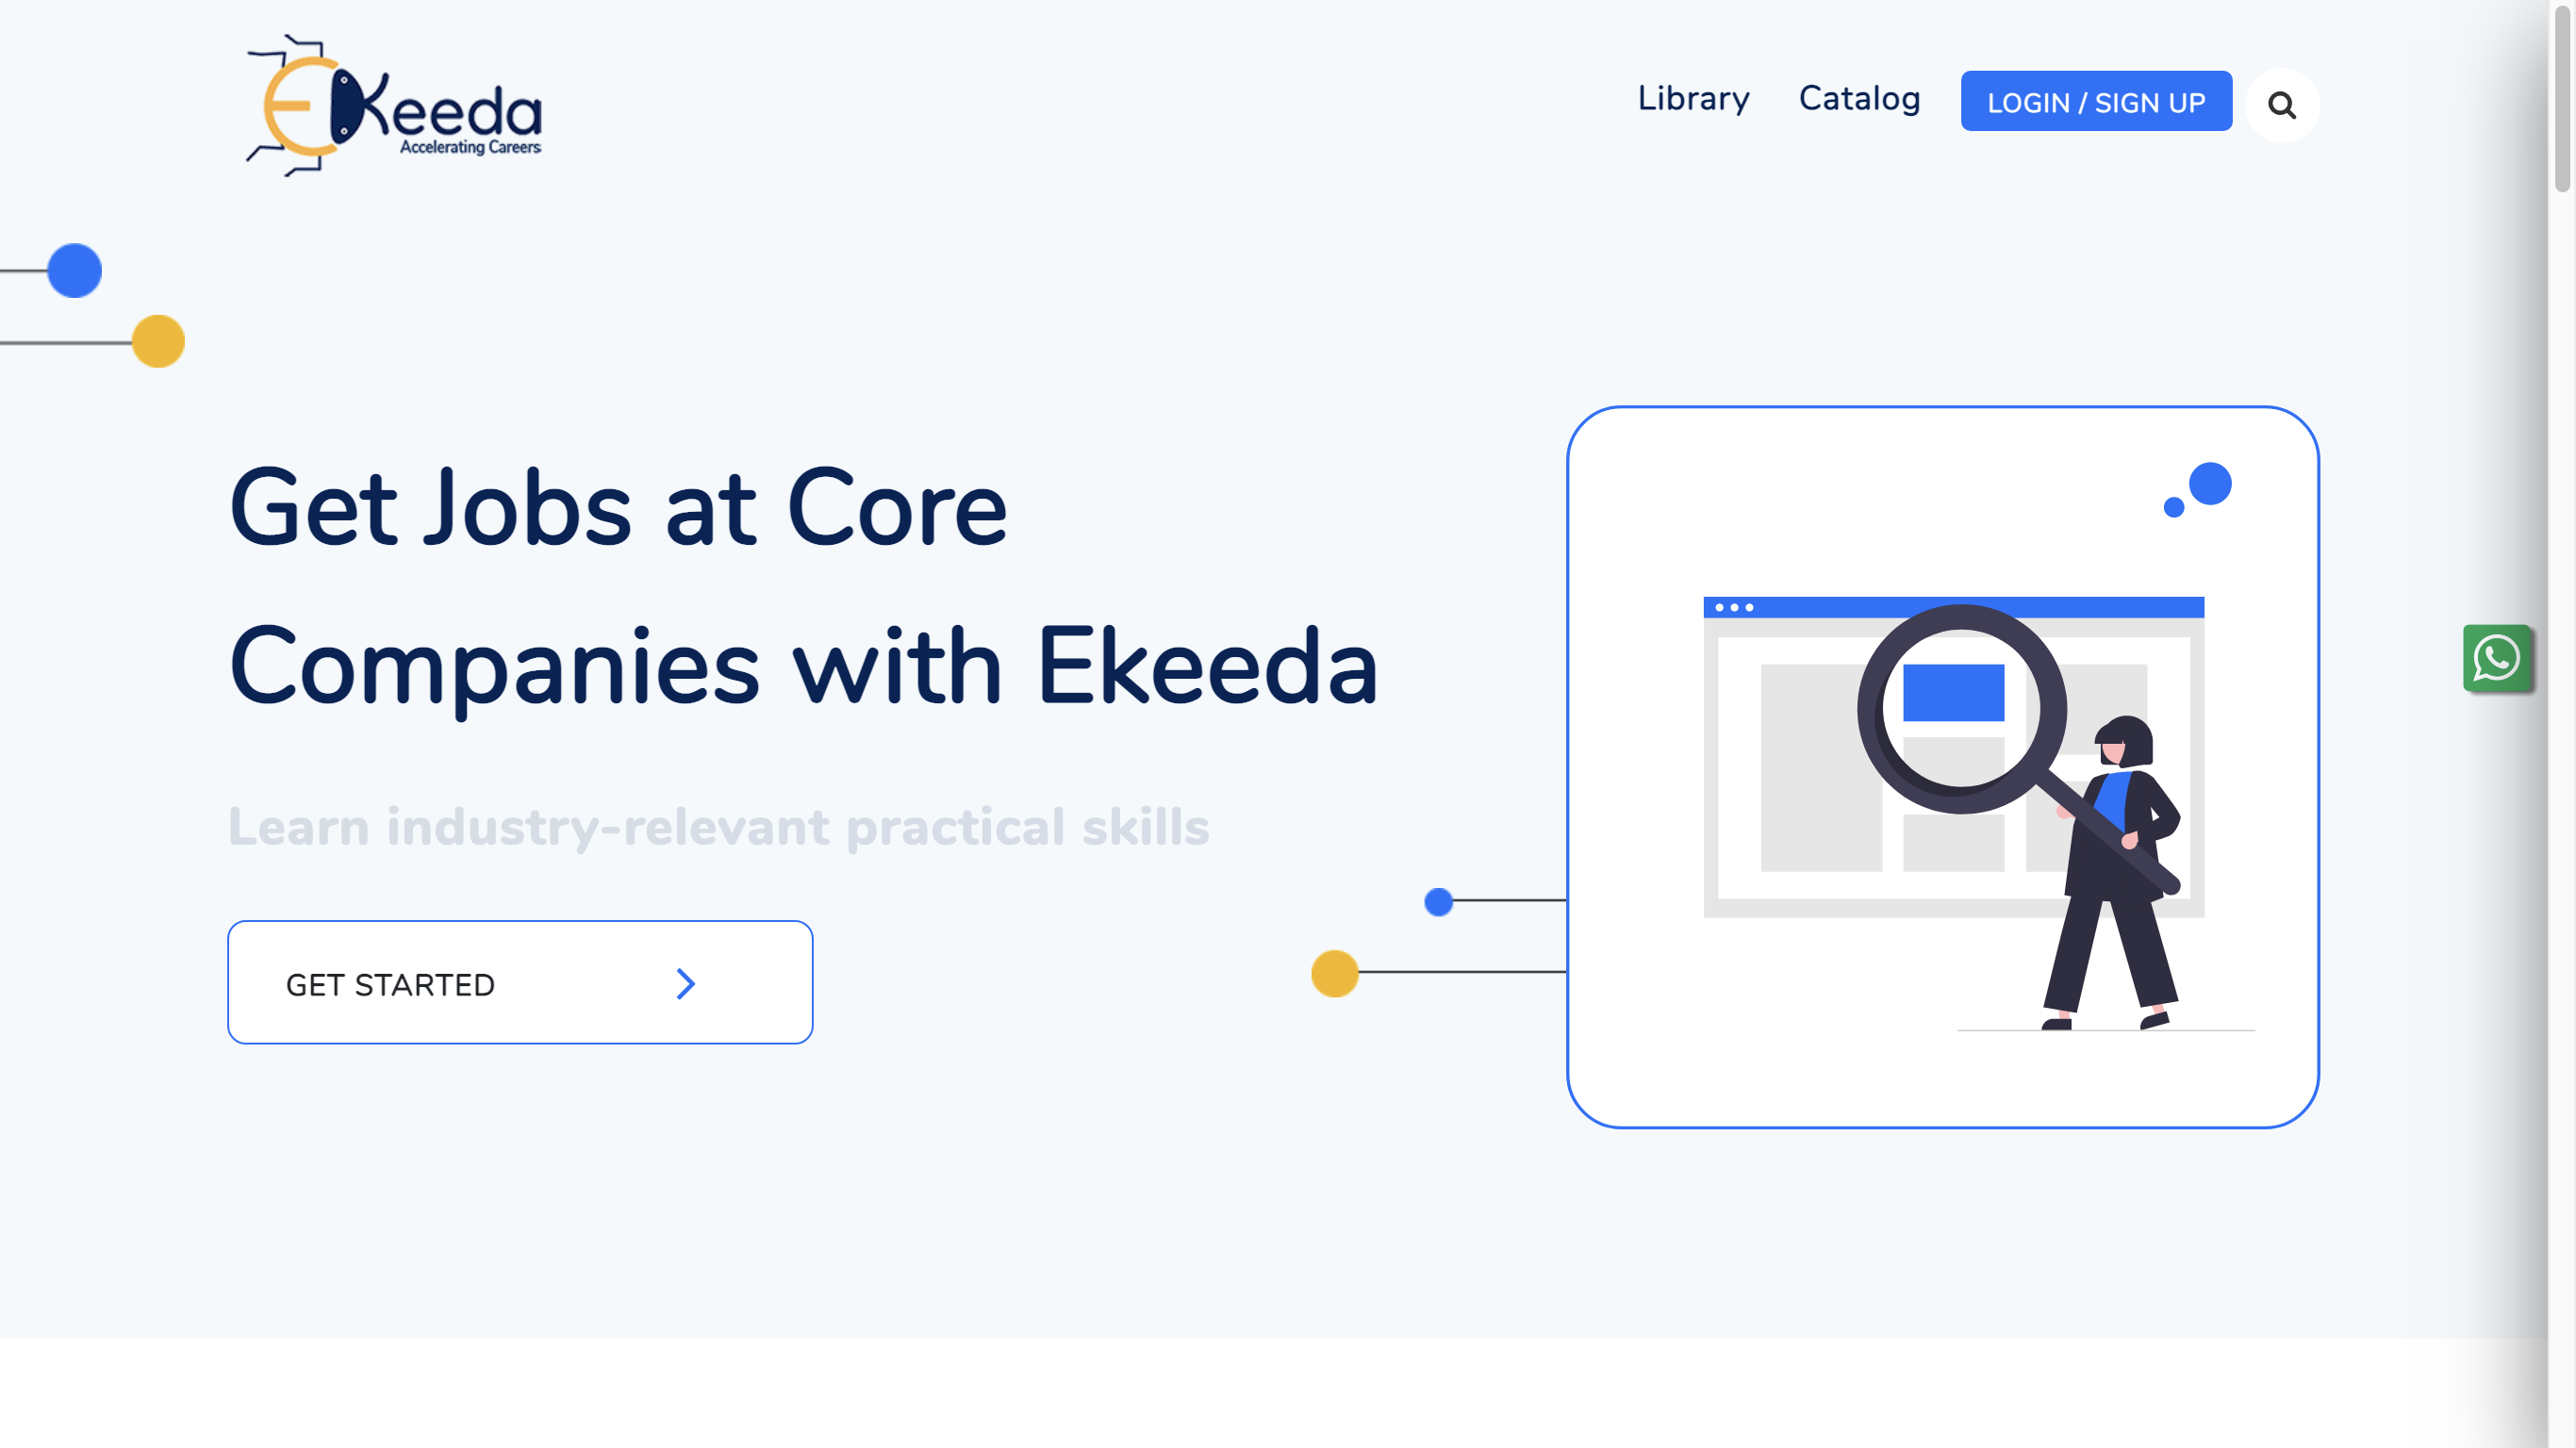 Ekeeda
Accelerating Careers
Library
Catalog
LOGIN / SIGN UP
Get Jobs at Core
Companies with Ekeeda
Learn industry-relevant practical skills
GET STARTED